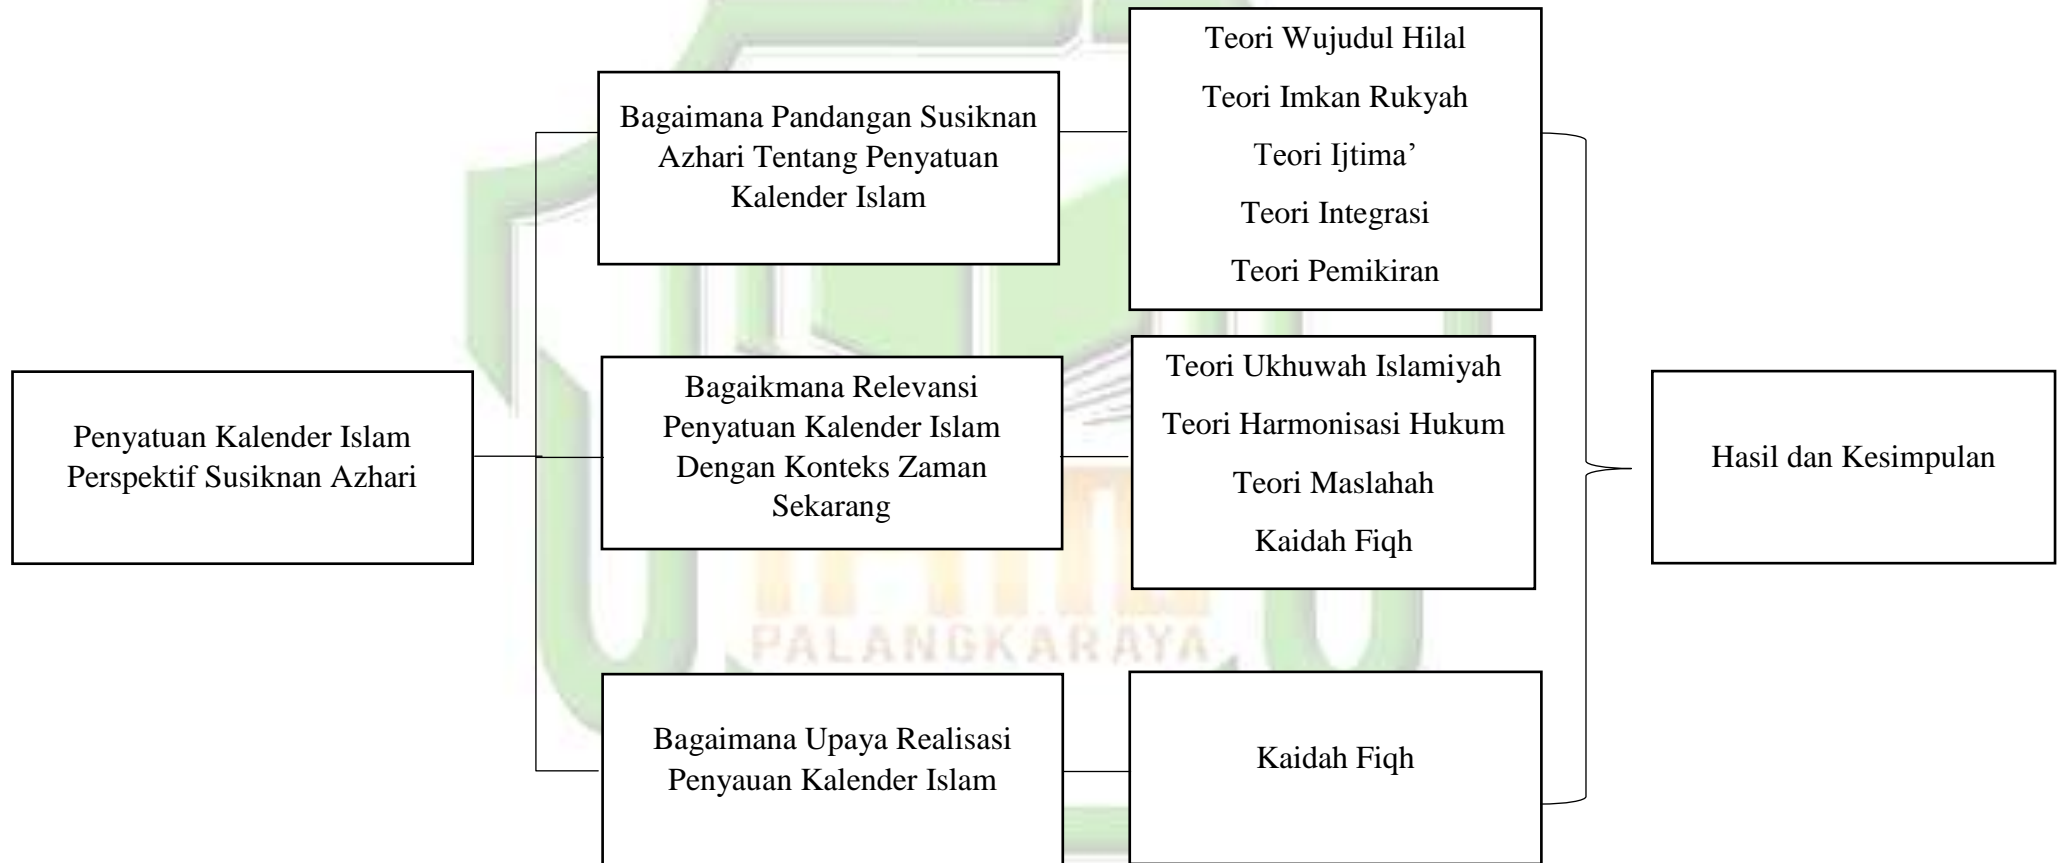 Penyatuan Kalender Islam
Perspektif Susiknan Azhari
Bagaimana Pandangan Susiknan
Azhari Tentang Penyatuan
Kalender Islam
Teori Wujudul Hilal
Teori Imkan Rukyah
Teori Ijtima’
Teori Integrasi
Teori Pemikiran
Bagaikmana Relevansi
Penyatuan Kalender Islam
Dengan Konteks Zaman
Sekarang
Teori Ukhuwah Islamiyah
Teori Harmonisasi Hukum
Teori Maslahah
Kaidah Fiqh
Bagaimana Upaya Realisasi
Penyauan Kalender Islam
Kaidah Fiqh
Hasil dan Kesimpulan
PALANGKARAYA